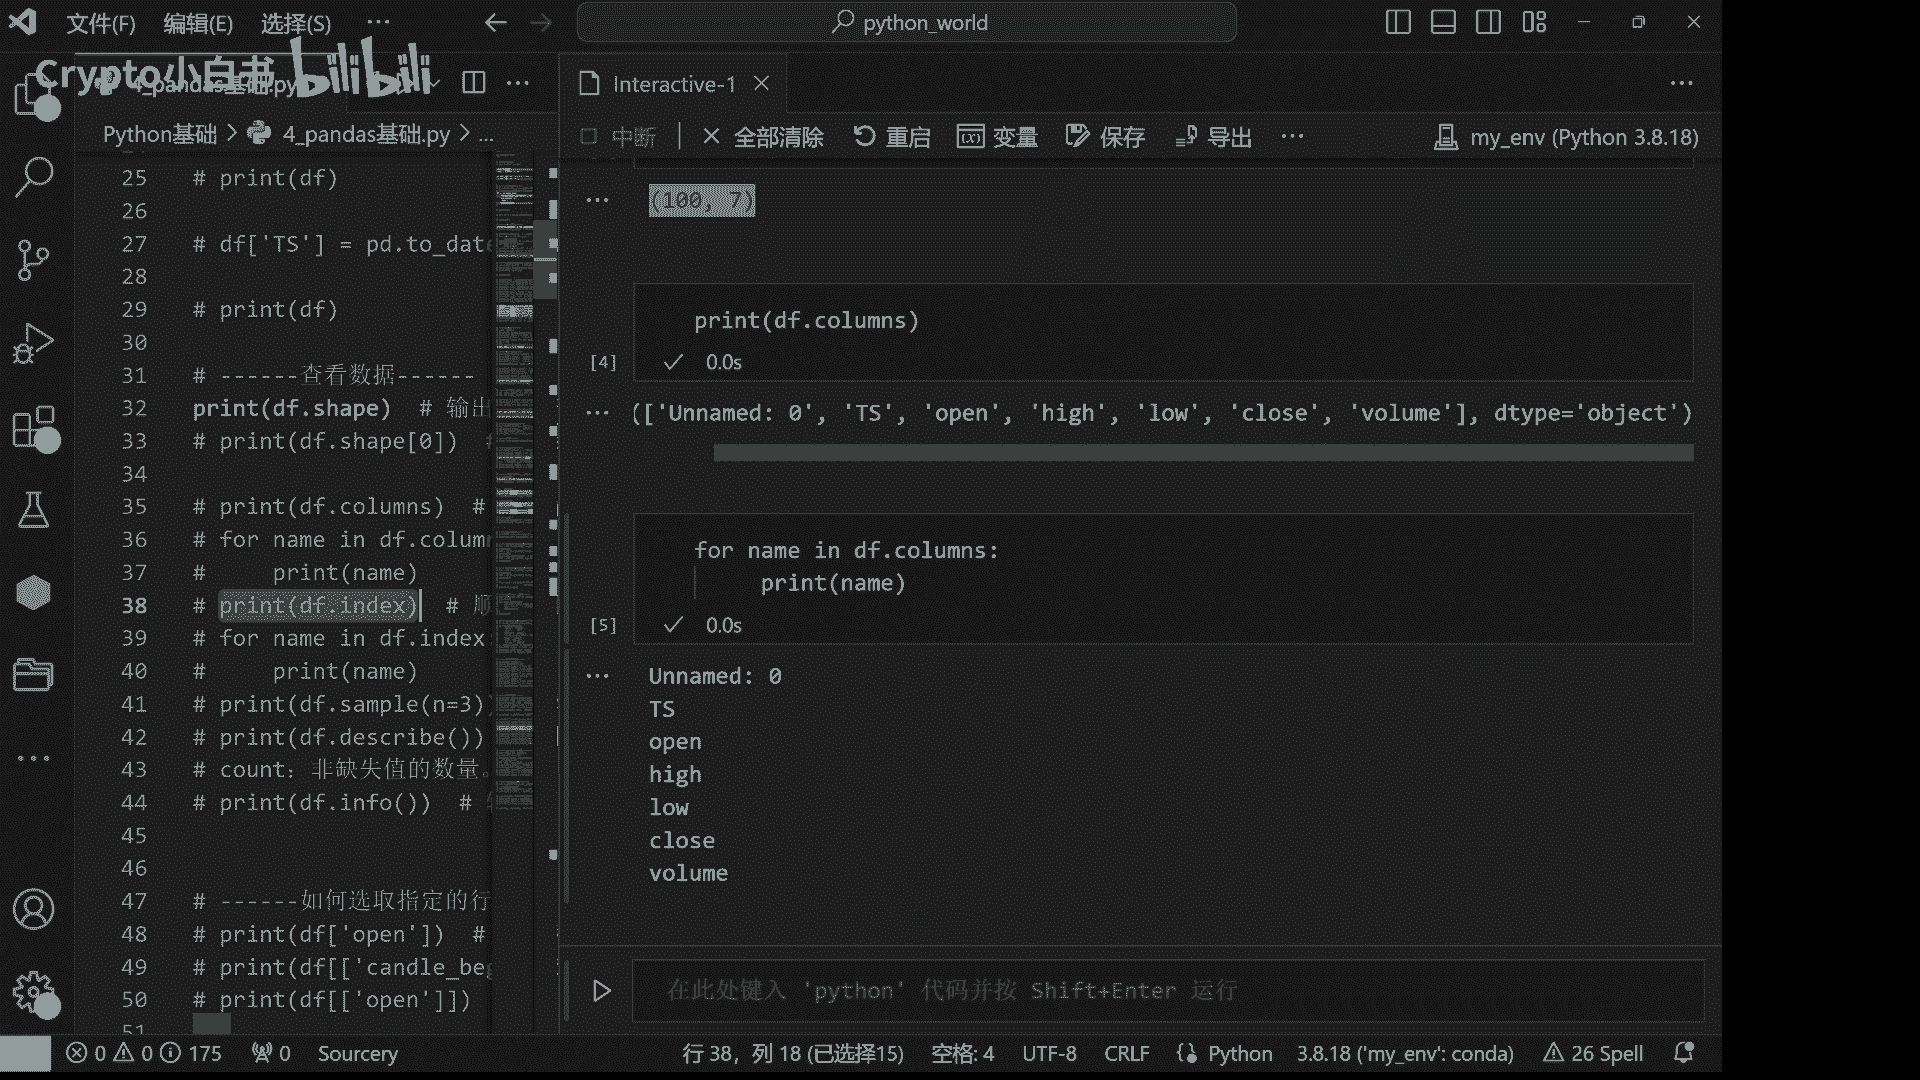 文件(F) 编辑(E) 选择(S) ··· python_world
Crypto小白书 bilibili
4_pandas基础.py
Interactive-1
Python基础 > 4_pandas基础.py > ...
中断 全部清除 重启 变量 保存 导出 ··· my_env (Python 3.8.18)
25 # print(df)
26
27 # df['TS'] = pd.to_date
28
29 # print(df)
30
31 # ------查看数据------
32 print(df.shape) # 输出
33 # print(df.shape[0]) #
34
35 # print(df.columns) #
36 # for name in df.colum
37 #     print(name)
38 # print(df.index) # 顺
39 # for name in df.index
40 #     print(name)
41 # print(df.sample(n=3)
42 # print(df.describe())
43 # count：非缺失值的数量。
44 # print(df.info()) #
45
46
47 # ------如何选取指定的行
48 # print(df['open']) #
49 # print(df[['candle_beg
50 # print(df[['open']])
51
(100, 7)
print(df.columns)
[4] 0.0s
(['Unnamed: 0', 'TS', 'open', 'high', 'low', 'close', 'volume'], dtype='object')
for name in df.columns:
    print(name)
[5] 0.0s
Unnamed: 0
TS
open
high
low
close
volume
在此处键入 'python' 代码并按 Shift+Enter 运行
0 0 175 0 Sourcery 行 38，列 18 (已选择15) 空格: 4 UTF-8 CRLF Python 3.8.18 ('my_env': conda) 26 Spell